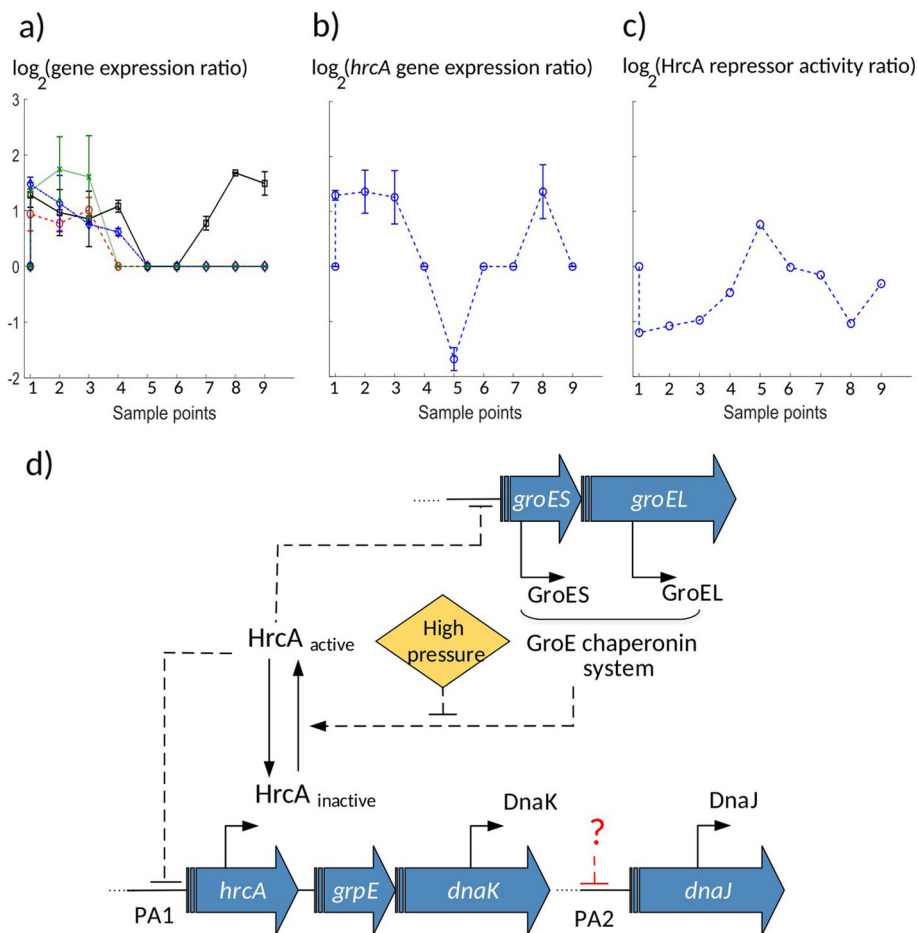 a)
log2(gene expression ratio)
3
2
1
0
-1
-2
1 2 3 4 5 6 7 8 9
Sample points
b)
log2(hrcA gene expression ratio)
1 2 3 4 5 6 7 8 9
Sample points
c)
log2(HrcA repressor activity ratio)
1 2 3 4 5 6 7 8 9
Sample points
d)
groES groEL
GroES GroEL
GroE chaperonin
system
High
pressure
HrcA active
HrcA inactive
DnaK
DnaJ
?
PA1
hrcA grpE dnaK
PA2
dnaJ